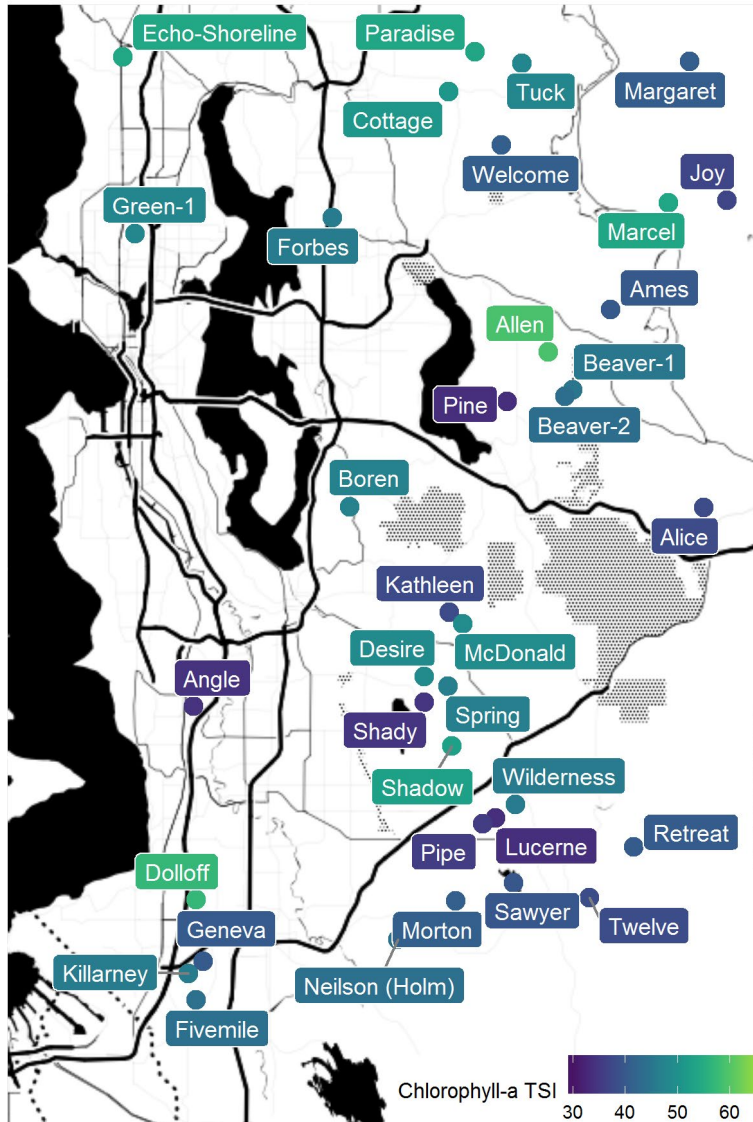 Echo-Shoreline
Paradise
Tuck
Margaret
Cottage
Welcome
Joy
Green-1
Forbes
Marcel
Ames
Allen
Beaver-1
Pine
Beaver-2
Boren
Alice
Kathleen
Desire
McDonald
Angle
Shady
Spring
Shadow
Wilderness
Pipe
Lucerne
Retreat
Dolloff
Sawyer
Twelve
Geneva
Morton
Killarney
Neilson (Holm)
Fivemile
Chlorophyll-a TSI
30 40 50 60